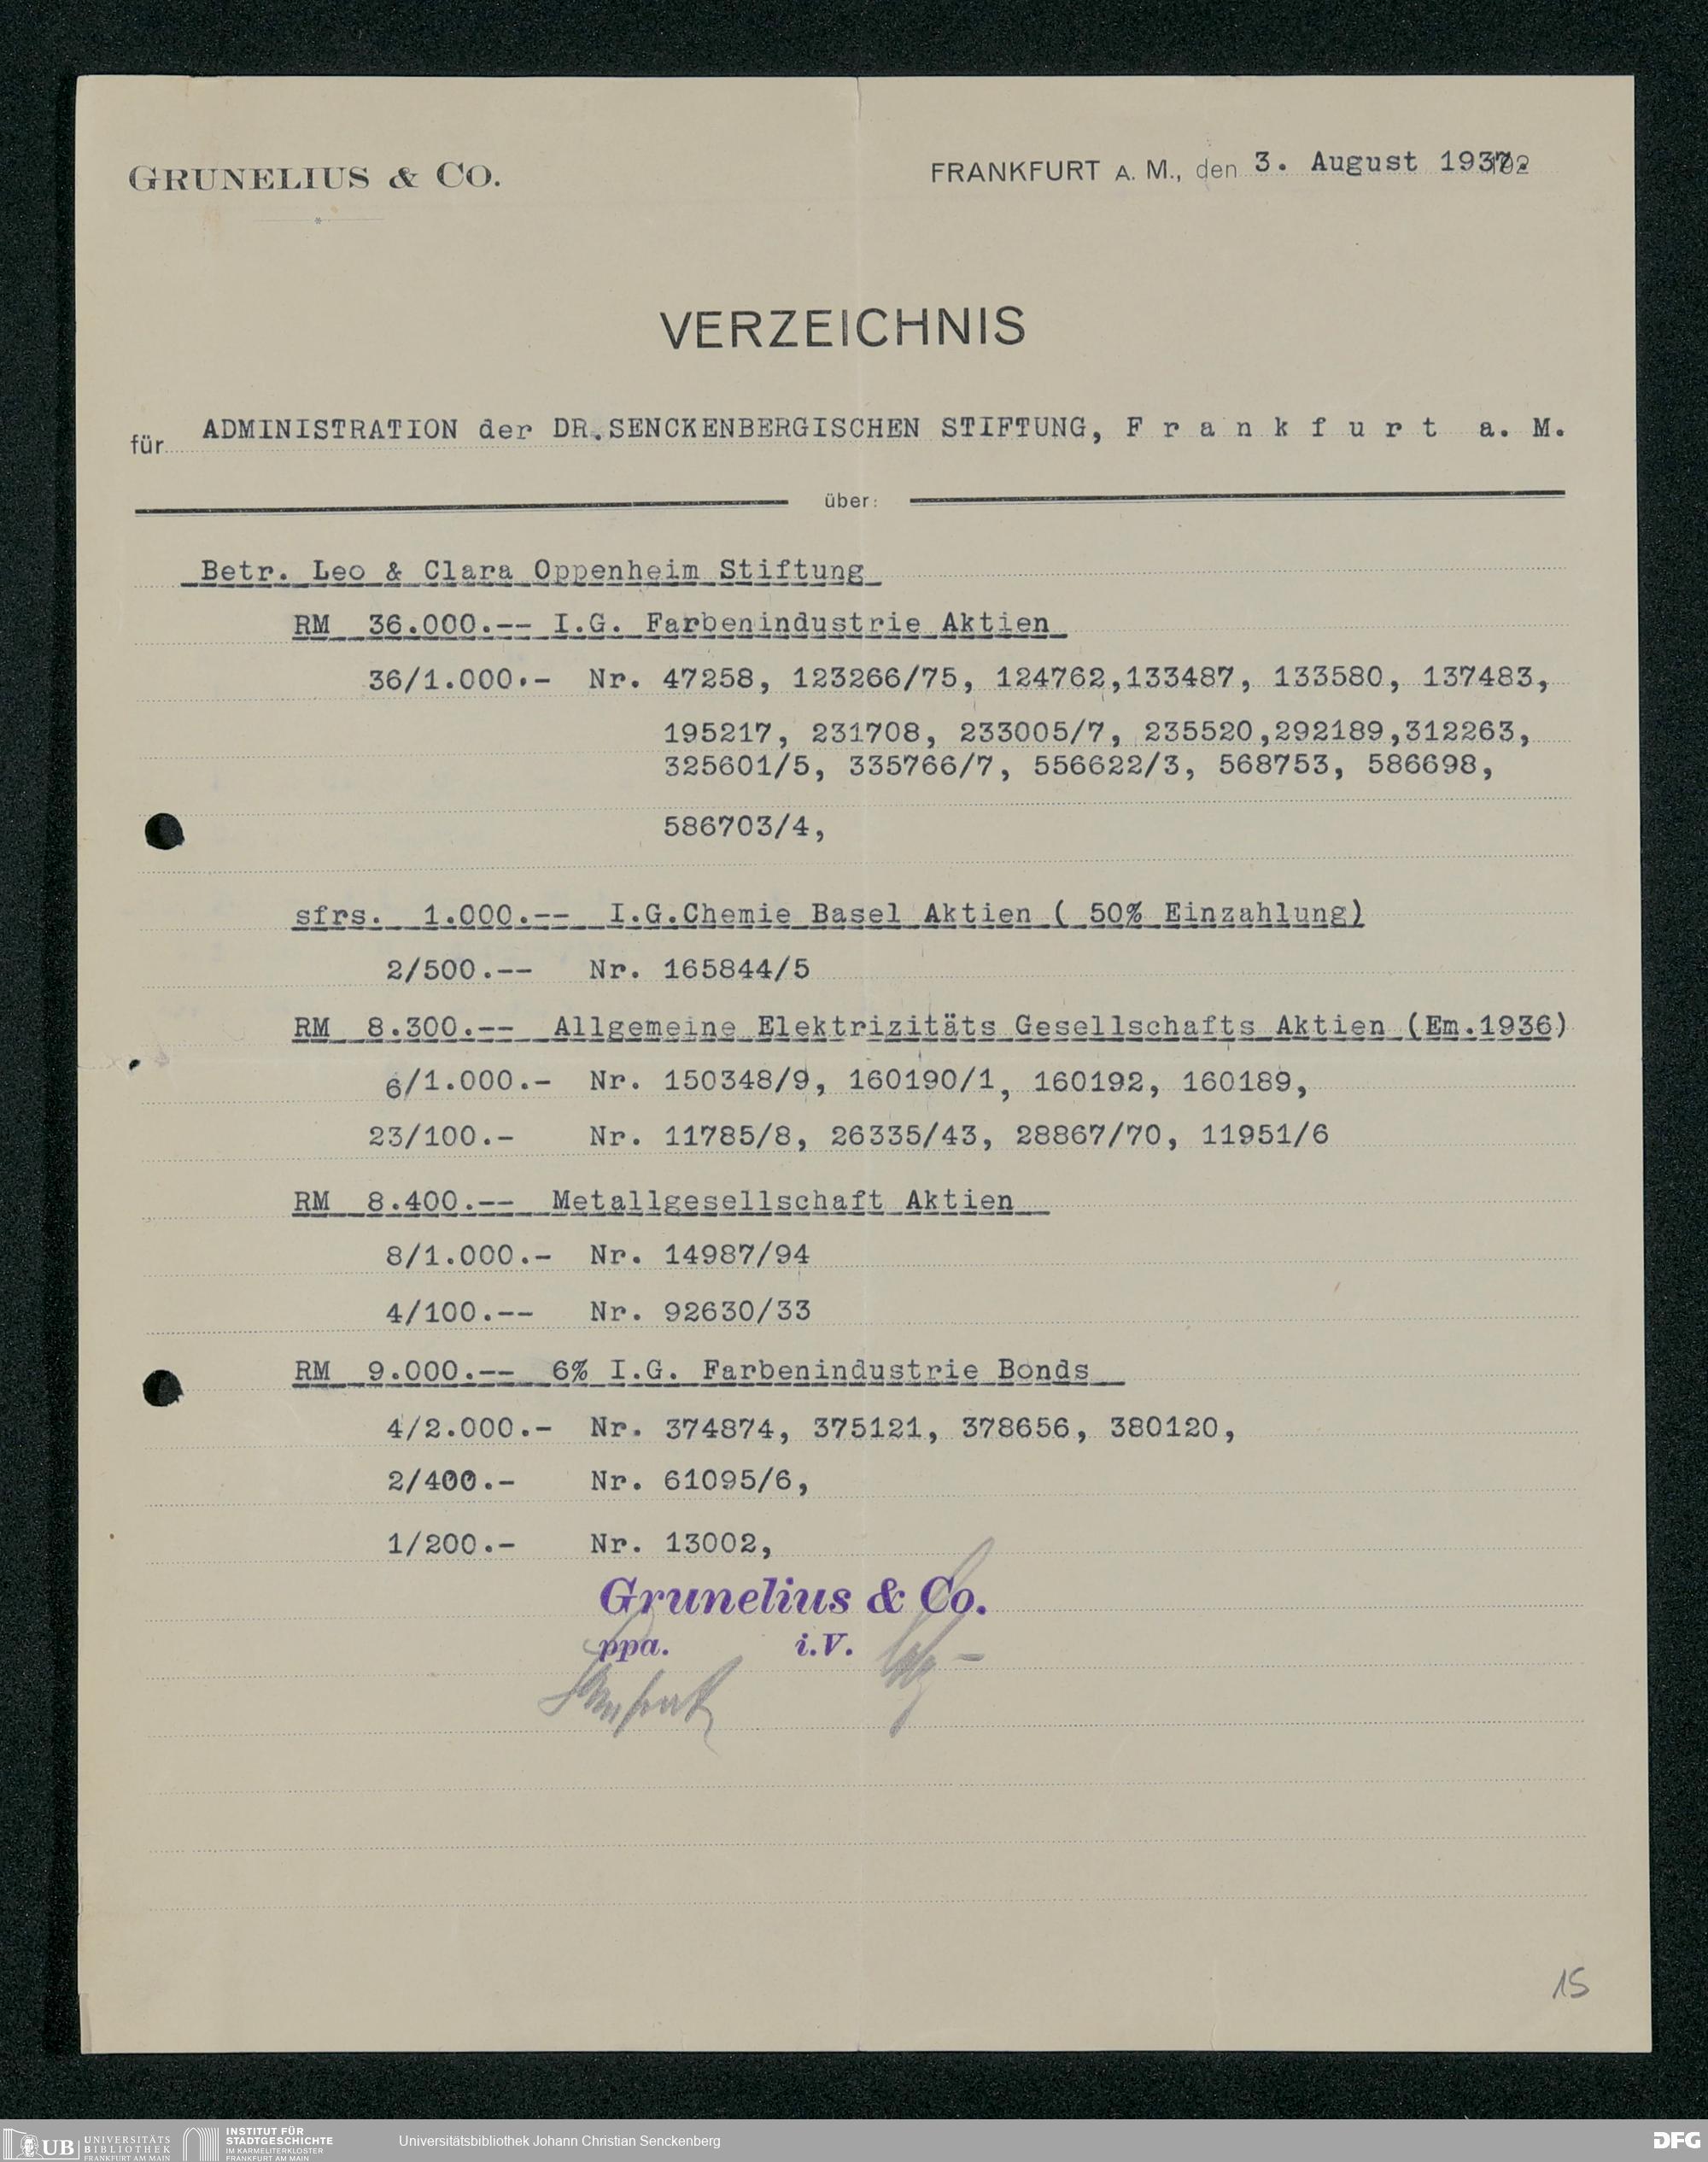 GRUNELIUS & CO.
FRANKFURT A. M., den 3. August 1937. 192
VERZEICHNIS
für ADMINISTRATION der DR.SENCKENBERGISCHEN STIFTUNG, F r a n k f u r t a. M.
über:
Betr. Leo & Clara Oppenheim Stiftung
RM 36.000.-- I.G. Farbenindustrie Aktien
36/1.000.- Nr. 47258, 123266/75, 124762,133487, 133580, 137483,
195217, 231708, 233005/7, 235520,292189,312263,
325601/5, 335766/7, 556622/3, 568753, 586698,
586703/4,
sfrs. 1.000.-- I.G.Chemie Basel Aktien ( 50% Einzahlung)
2/500.-- Nr. 165844/5
RM 8.300.-- Allgemeine Elektrizitäts Gesellschafts Aktien (Em.1936)
6/1.000.- Nr. 150348/9, 160190/1, 160192, 160189,
23/100.- Nr. 11785/8, 26335/43, 28867/70, 11951/6
RM 8.400.-- Metallgesellschaft Aktien
8/1.000.- Nr. 14987/94
4/100.-- Nr. 92630/33
RM 9.000.-- 6% I.G. Farbenindustrie Bonds
4/2.000.- Nr. 374874, 375121, 378656, 380120,
2/400.- Nr. 61095/6,
1/200.- Nr. 13002,
Grunelius & Co.
ppa. i.V.
15
UB UNIVERSITÄTS BIBLIOTHEK FRANKFURT AM MAIN
INSTITUT FÜR STADTGESCHICHTE IM KARMELITERKLOSTER FRANKFURT AM MAIN
Universitätsbibliothek Johann Christian Senckenberg
DFG